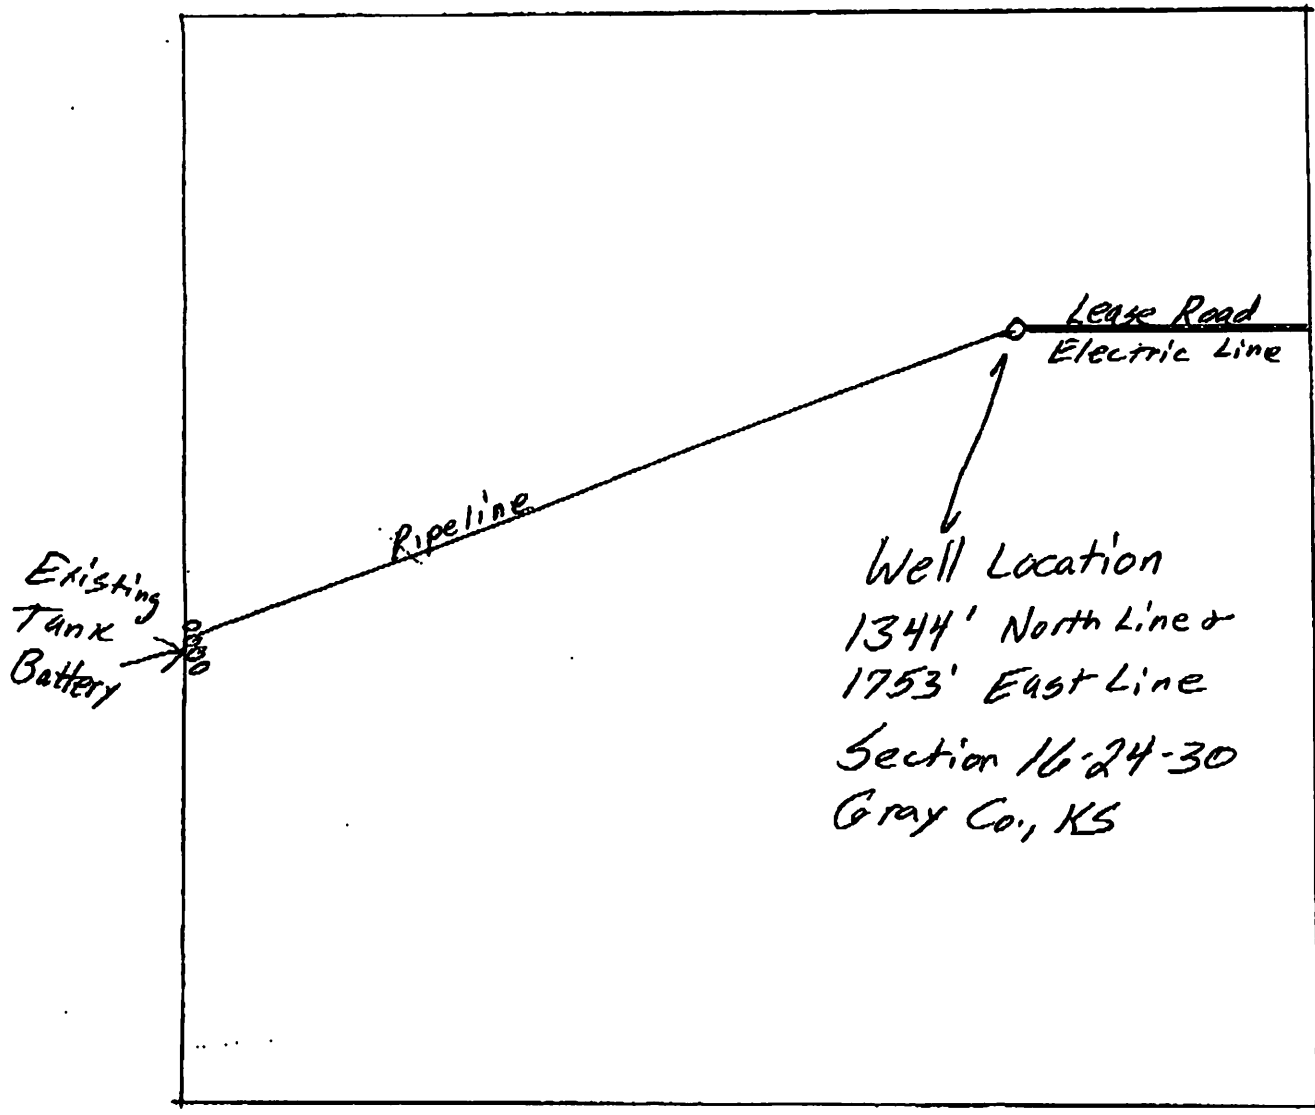 Lease Road
Electric Line
Pipeline
Existing
Tank
Battery
Well Location
1344' North Line &
1753' East Line
Section 16-24-30
Gray Co., KS